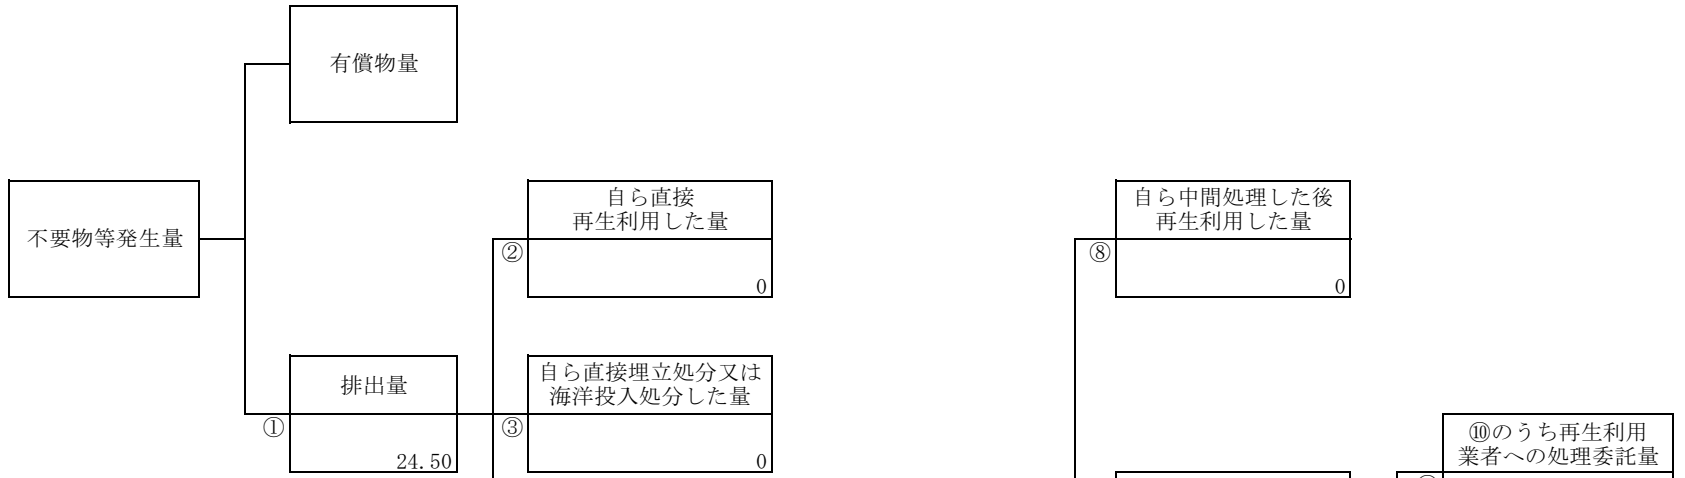 有償物量
不要物等発生量
自ら直接
再生利用した量
②
0
自ら中間処理した後
再生利用した量
⑧
0
排出量
①
24.50
自ら直接埋立処分又は
海洋投入処分した量
③
0
⑩のうち再生利用
業者への処理委託量